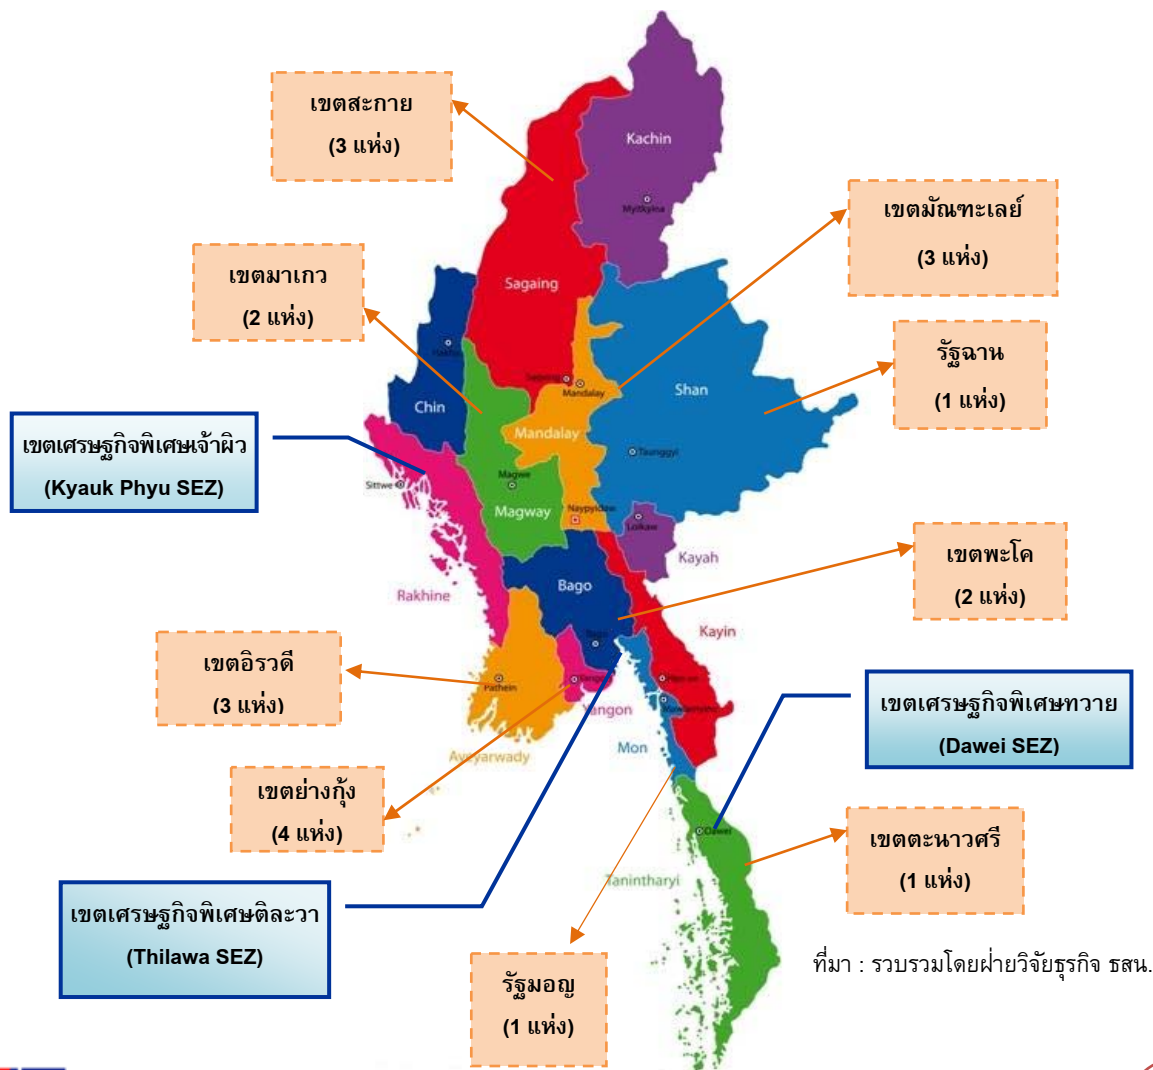 เขตสะกาย
(3 แห่ง)
Kachin
Myitkyina
เขตมัณฑะเลย์
(3 แห่ง)
เขตมาเกว
(2 แห่ง)
Sagaing
Hakha
Sagaing
Mandalay
รัฐฉาน
(1 แห่ง)
Shan
Chin
Mandalay
Taunggyi
เขตเศรษฐกิจพิเศษเจ้าผิว
(Kyauk Phyu SEZ)
Magwe
Sittwe
Magway
Naypyidaw
Loikaw
Kayah
เขตพะโค
(2 แห่ง)
Rakhine
Bago
Kayin
Bago
เขตอิรวดี
(3 แห่ง)
Pathein
Yangon
Hpa-an
Mawlamyine
Yangon
Mon
Ayeyarwady
เขตเศรษฐกิจพิเศษทวาย
(Dawei SEZ)
เขตย่างกุ้ง
(4 แห่ง)
Dawei
เขตตะนาวศรี
(1 แห่ง)
Tanintharyi
เขตเศรษฐกิจพิเศษติละวา
(Thilawa SEZ)
รัฐมอญ
(1 แห่ง)
ที่มา : รวบรวมโดยฝ่ายวิจัยธุรกิจ ธสน.